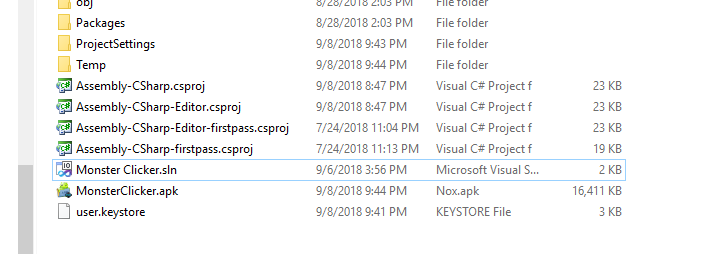 obj 8/28/2018 2:03 PM File folder
Packages 8/28/2018 2:03 PM File folder
ProjectSettings 9/8/2018 9:43 PM File folder
Temp 9/8/2018 9:44 PM File folder
Assembly-CSharp.csproj 9/8/2018 8:47 PM Visual C# Project f 23 KB
Assembly-CSharp-Editor.csproj 9/8/2018 8:47 PM Visual C# Project f 23 KB
Assembly-CSharp-Editor-firstpass.csproj 7/24/2018 11:04 PM Visual C# Project f 23 KB
Assembly-CSharp-firstpass.csproj 7/24/2018 11:13 PM Visual C# Project f 19 KB
Monster Clicker.sln 9/6/2018 3:56 PM Microsoft Visual S... 2 KB
MonsterClicker.apk 9/8/2018 9:44 PM Nox.apk 16,411 KB
user.keystore 9/8/2018 9:41 PM KEYSTORE File 3 KB